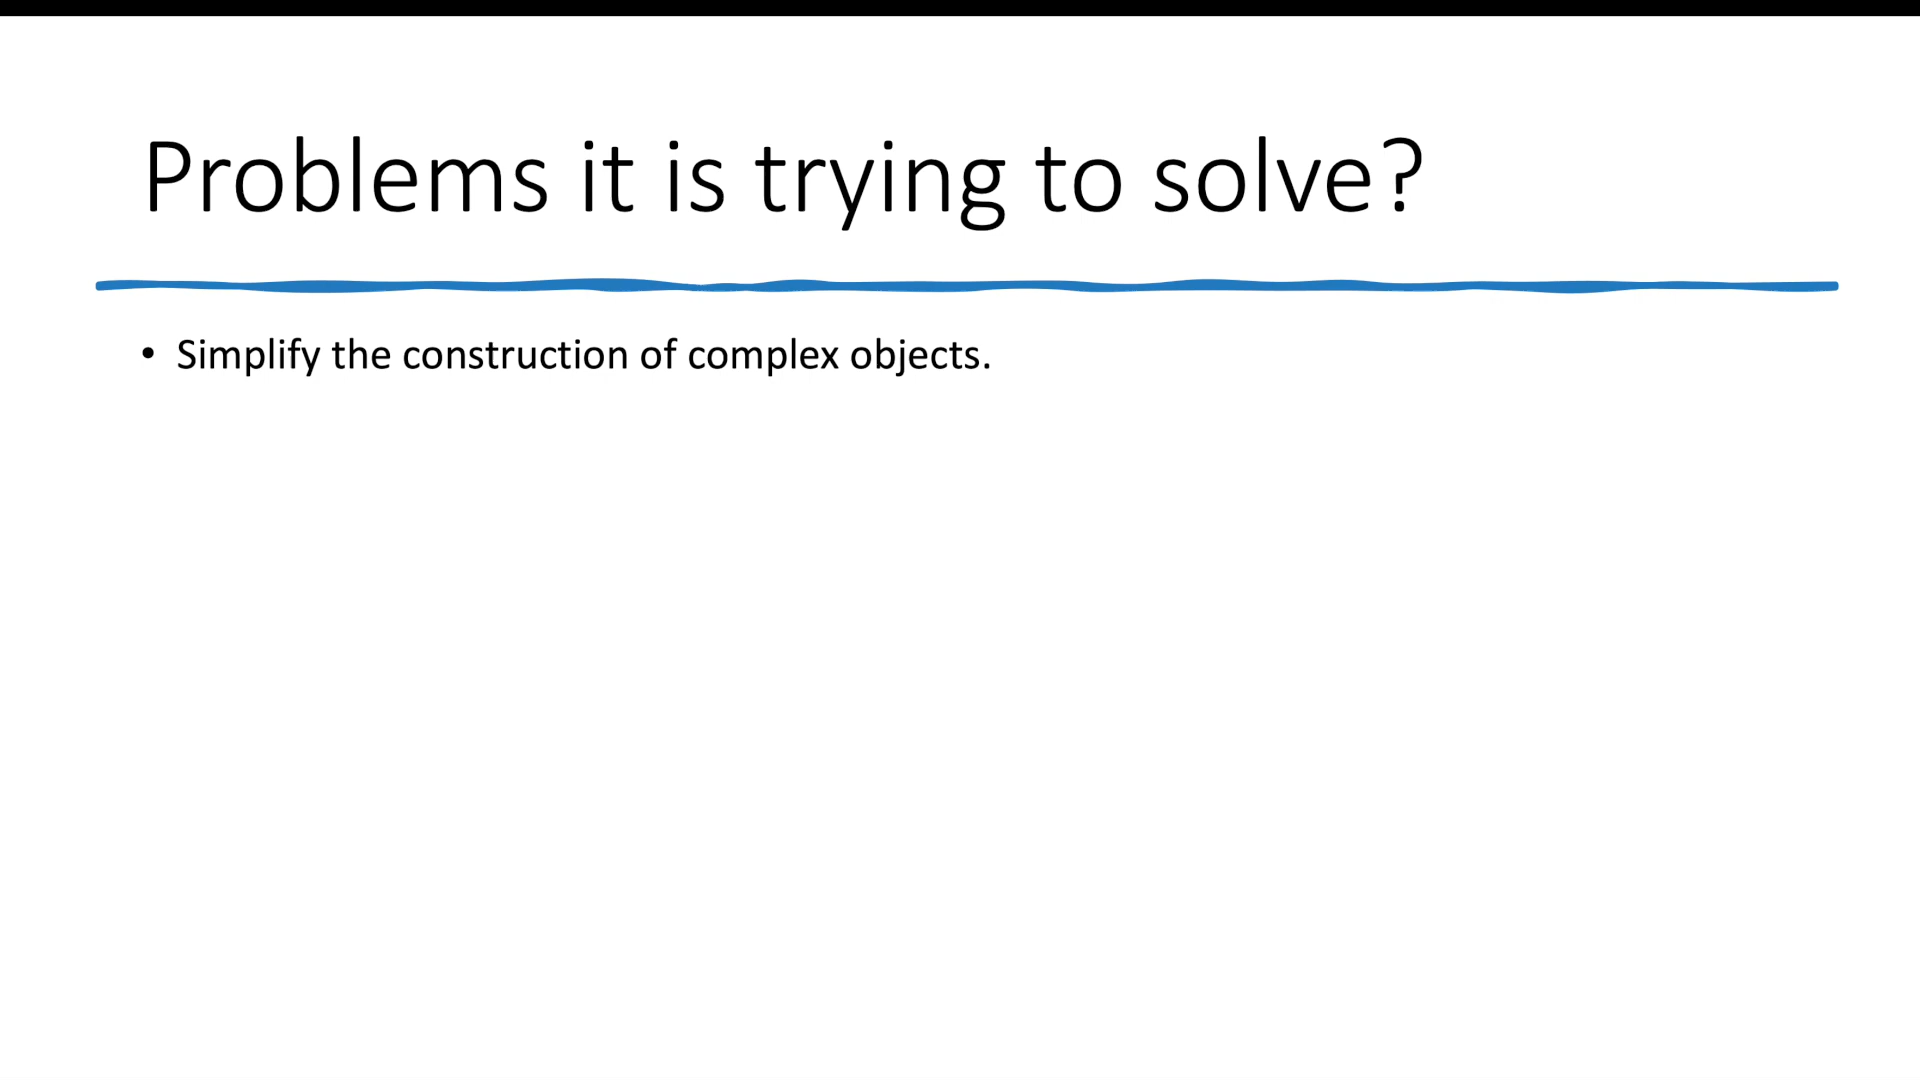 Problems it is trying to solve?
• Simplify the construction of complex objects.